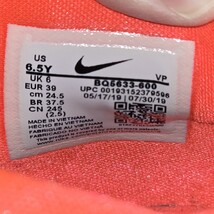 US
6.5Y
VP
UK 6
BQ5633-600
EUR 39
UPC 00193152379596
cm 24.5
05/17/19 07/30/19
BR 37.5
MADE IN VIETNAM
CN 245
FABRIQUÉ AU VIETNAM
(2.5)
HECHO EN VIETNAM
FABRICADO NO VIETNÃ